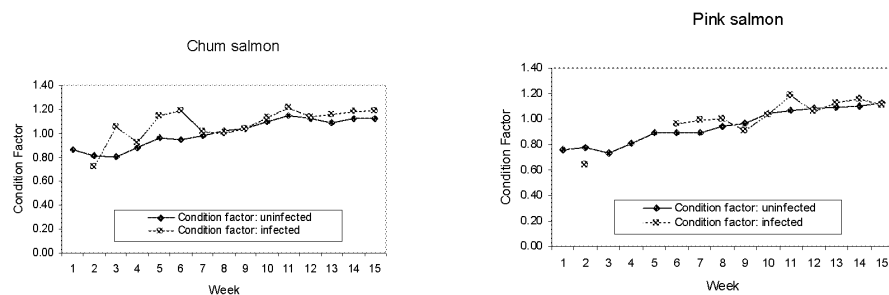 Chum salmon
1.40
1.20
1.00
0.80
0.60
0.40
0.20
0.00
Condition Factor
Condition factor: uninfected
Condition factor: infected
1 2 3 4 5 6 7 8 9 10 11 12 13 14 15
Week
Pink salmon
1.40
1.20
1.00
0.80
0.60
0.40
0.20
0.00
Condition Factor
Condition factor: uninfected
Condition factor: infected
1 2 3 4 5 6 7 8 9 10 11 12 13 14 15
Week